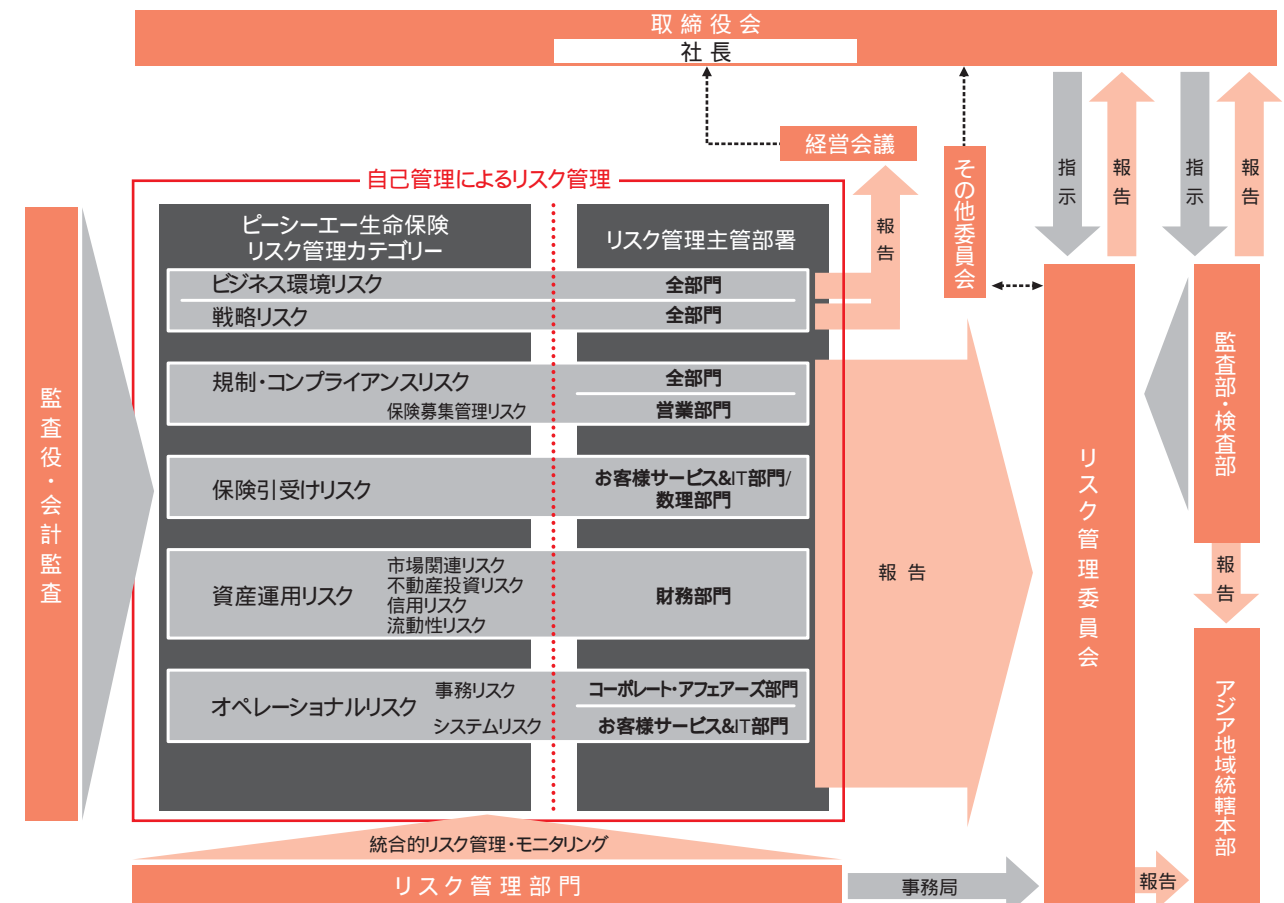 取締役会
社長
経営会議
その他委員会
指示
報告
指示
報告
自己管理によるリスク管理
ピーシーエー生命保険
リスク管理カテゴリー
リスク管理主管部署
報告
ビジネス環境リスク
全部門
戦略リスク
全部門
規制・コンプライアンスリスク
全部門
保険募集管理リスク
営業部門
保険引受けリスク
お客様サービス&IT部門/
数理部門
資産運用リスク
市場関連リスク
不動産投資リスク
信用リスク
流動性リスク
財務部門
オペレーショナルリスク
事務リスク
コーポレート・アフェアーズ部門
システムリスク
お客様サービス&IT部門
監査役・会計監査
報告
リスク管理委員会
監査部・検査部
報告
アジア地域統轄本部
統合的リスク管理・モニタリング
リスク管理部門
事務局
報告